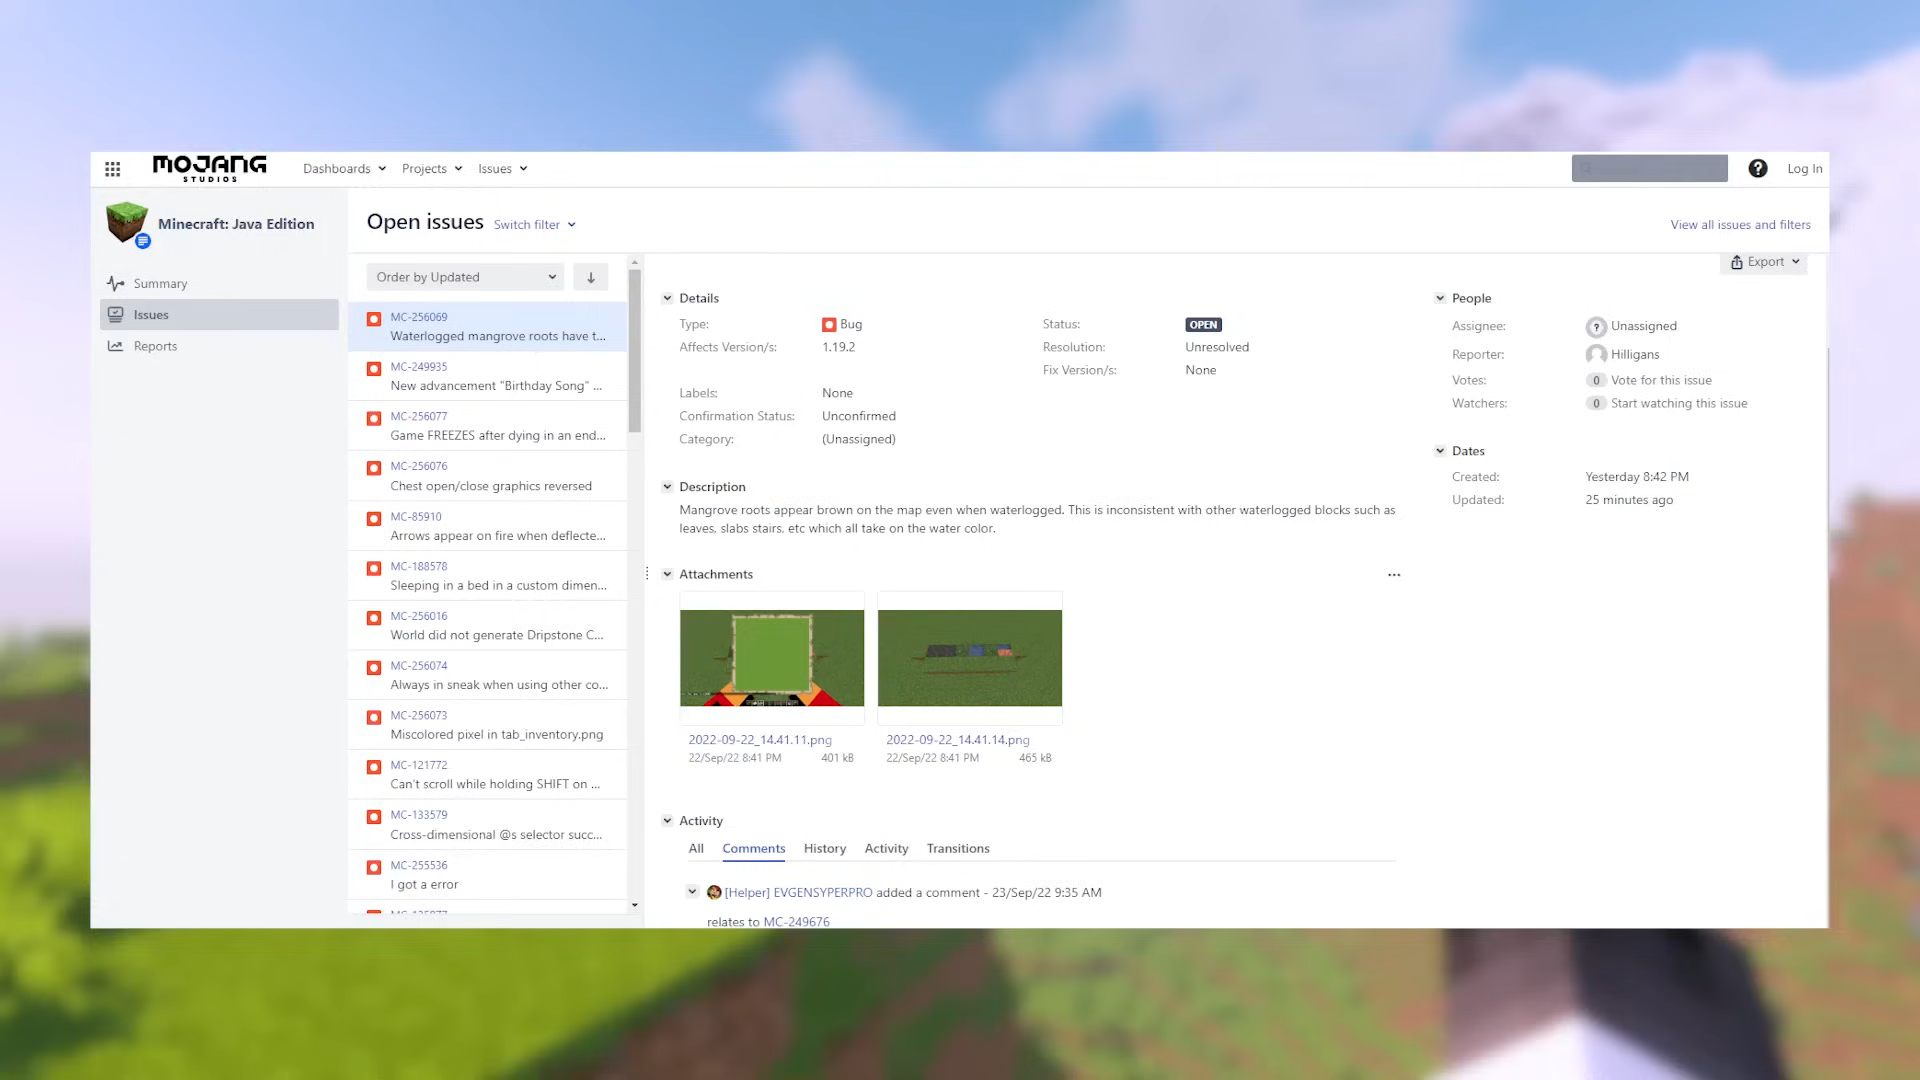 MOJANG
STUDIOS
Dashboards
Projects
Issues
?
Log In
Minecraft: Java Edition
Summary
Issues
Reports
Open issues
Switch filter
View all issues and filters
Order by Updated
Export
MC-256069
Waterlogged mangrove roots have t...
MC-249935
New advancement "Birthday Song" ...
MC-256077
Game FREEZES after dying in an end...
MC-256076
Chest open/close graphics reversed
MC-85910
Arrows appear on fire when deflecte...
MC-188578
Sleeping in a bed in a custom dimen...
MC-256016
World did not generate Dripstone C...
MC-256074
Always in sneak when using other co...
MC-256073
Miscolored pixel in tab_inventory.png
MC-121772
Can't scroll while holding SHIFT on ...
MC-133579
Cross-dimensional @s selector succ...
MC-255536
I got a error
Details
Type: Bug
Affects Version/s: 1.19.2
Labels: None
Confirmation Status: Unconfirmed
Category: (Unassigned)
Status: OPEN
Resolution: Unresolved
Fix Version/s: None
Description
Mangrove roots appear brown on the map even when waterlogged. This is inconsistent with other waterlogged blocks such as
leaves, slabs stairs, etc which all take on the water color.
Attachments
2022-09-22_14.41.11.png
22/Sep/22 8:41 PM 401 kB
2022-09-22_14.41.14.png
22/Sep/22 8:41 PM 465 kB
Activity
All Comments History Activity Transitions
[Helper] EVGENSYPERPRO added a comment - 23/Sep/22 9:35 AM
relates to MC-249676
People
Assignee: ? Unassigned
Reporter: Hilligans
Votes: 0 Vote for this issue
Watchers: 0 Start watching this issue
Dates
Created: Yesterday 8:42 PM
Updated: 25 minutes ago